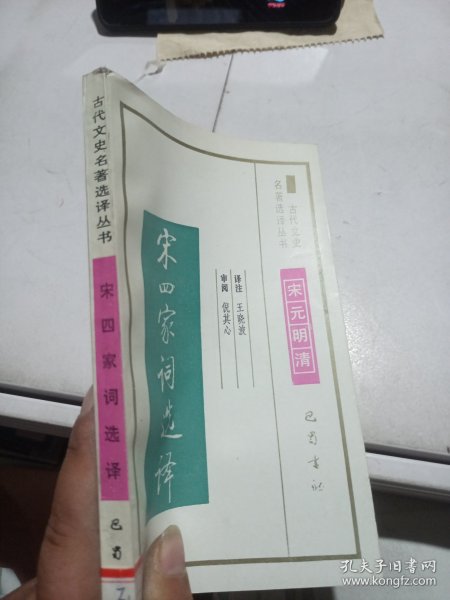 古代文史名著选译丛书
宋四家词选译
巴蜀
古代文史
名著选译丛书
宋元明清
译注 王晓波
审阅 倪其心
宋四家词选译
巴蜀书社
孔夫子旧书网
www.kongfz.com